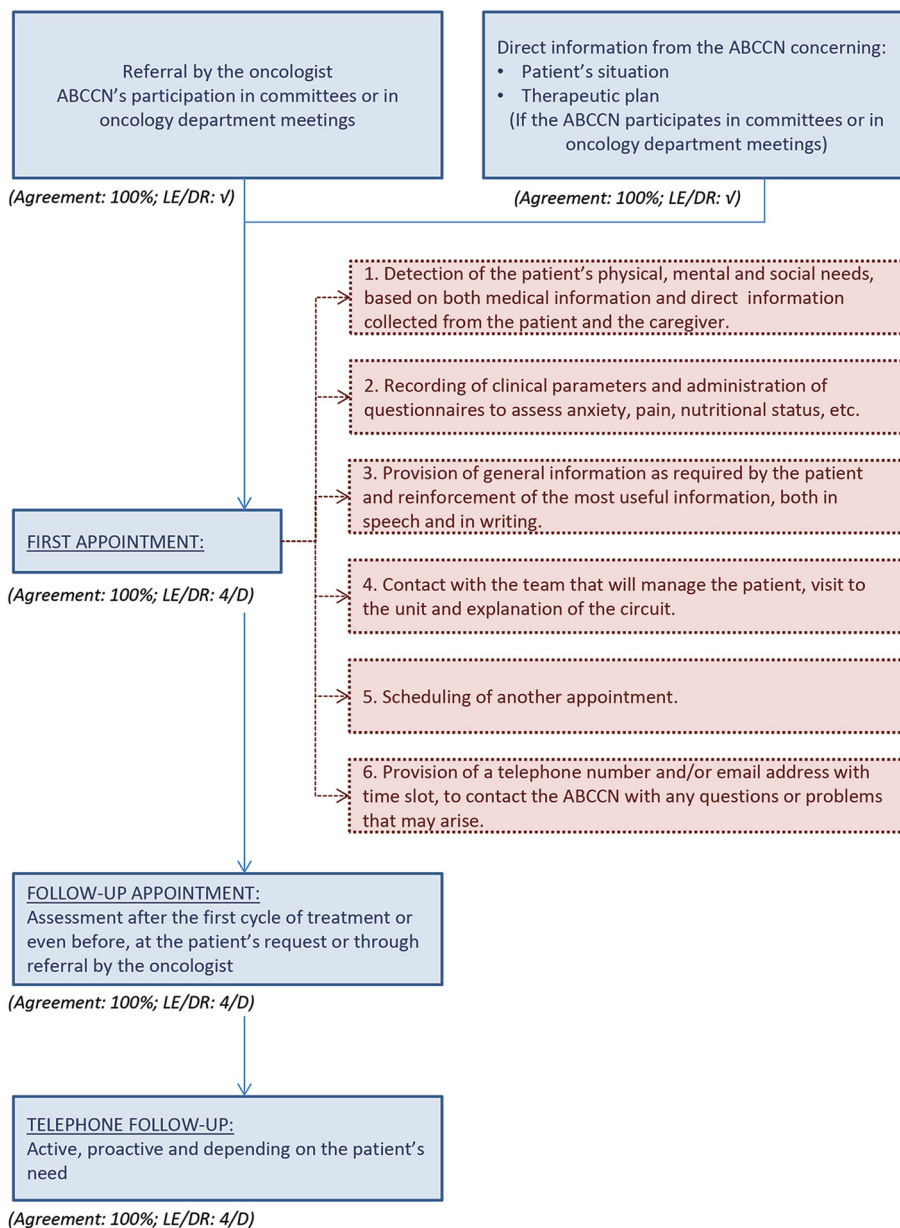 Referral by the oncologist
ABCCN's participation in committees or in
oncology department meetings
(Agreement: 100%; LE/DR: √)
Direct information from the ABCCN concerning:
• Patient's situation
• Therapeutic plan
(If the ABCCN participates in committees or in
oncology department meetings)
(Agreement: 100%; LE/DR: √)
FIRST APPOINTMENT:
(Agreement: 100%; LE/DR: 4/D)
1. Detection of the patient's physical, mental and social needs,
based on both medical information and direct information
collected from the patient and the caregiver.
2. Recording of clinical parameters and administration of
questionnaires to assess anxiety, pain, nutritional status, etc.
3. Provision of general information as required by the patient
and reinforcement of the most useful information, both in
speech and in writing.
4. Contact with the team that will manage the patient, visit to
the unit and explanation of the circuit.
5. Scheduling of another appointment.
6. Provision of a telephone number and/or email address with
time slot, to contact the ABCCN with any questions or problems
that may arise.
FOLLOW-UP APPOINTMENT:
Assessment after the first cycle of treatment or
even before, at the patient's request or through
referral by the oncologist
(Agreement: 100%; LE/DR: 4/D)
TELEPHONE FOLLOW-UP:
Active, proactive and depending on the patient's
need
(Agreement: 100%; LE/DR: 4/D)